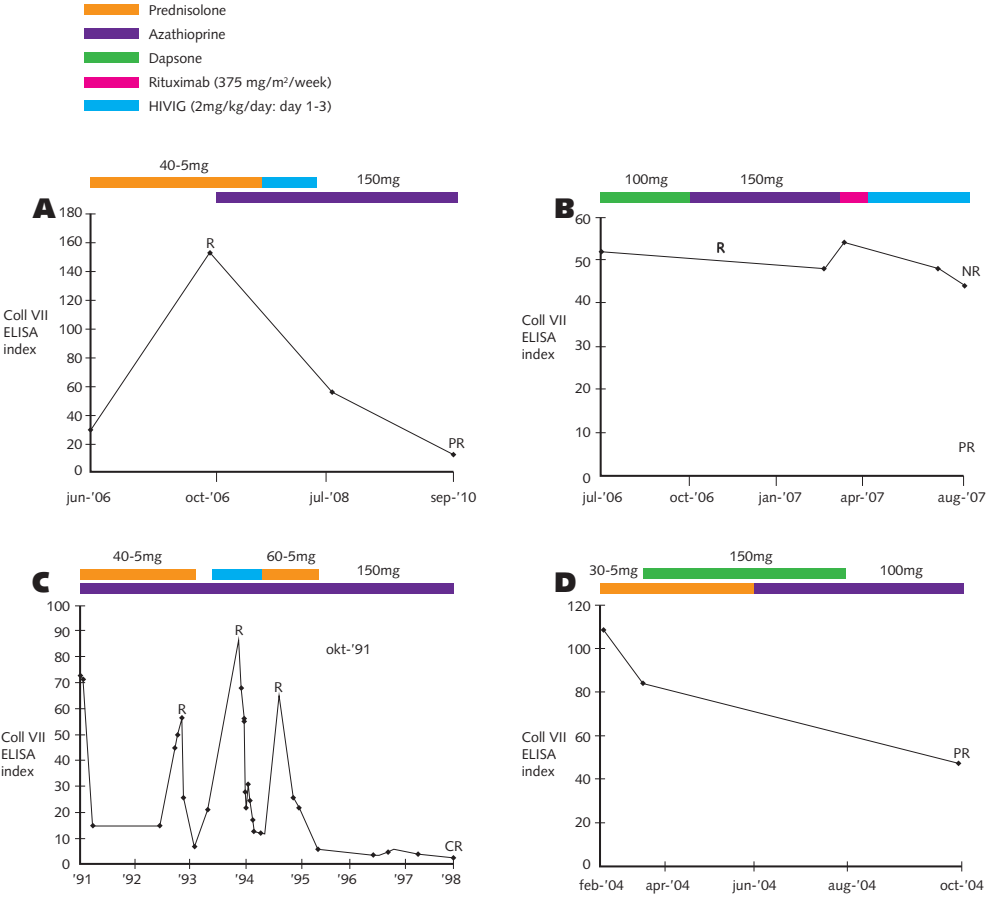 Prednisolone
Azathioprine
Dapsone
Rituximab (375 mg/m²/week)
HIVIG (2mg/kg/day: day 1-3)
40-5mg
150mg
A
180
160
140
120
100
80
60
40
20
0
Coll VII
ELISA
index
R
PR
jun-'06
oct-'06
jul-'08
sep-'10
100mg
150mg
B
60
50
40
30
20
10
0
Coll VII
ELISA
index
R
NR
PR
jul-'06
oct-'06
jan-'07
apr-'07
aug-'07
40-5mg
60-5mg
150mg
C
100
90
80
70
60
50
40
30
20
10
0
Coll VII
ELISA
index
R
R
R
okt-'91
CR
'91
'92
'93
'94
'95
'96
'97
'98
150mg
30-5mg
100mg
D
120
100
80
60
40
20
0
Coll VII
ELISA
index
PR
feb-'04
apr-'04
jun-'04
aug-'04
oct-'04